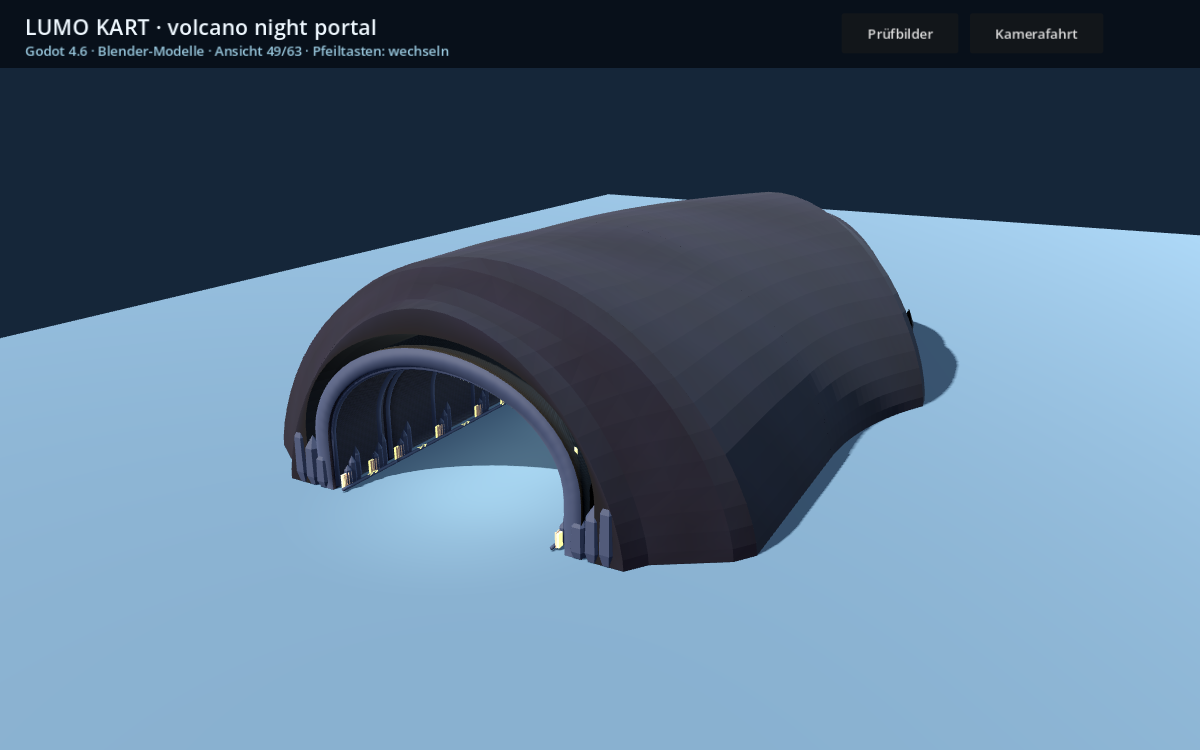 LUMO KART · volcano night portal
Godot 4.6 · Blender-Modelle · Ansicht 49/63 · Pfeiltasten: wechseln
Prüfbilder
Kamerafahrt